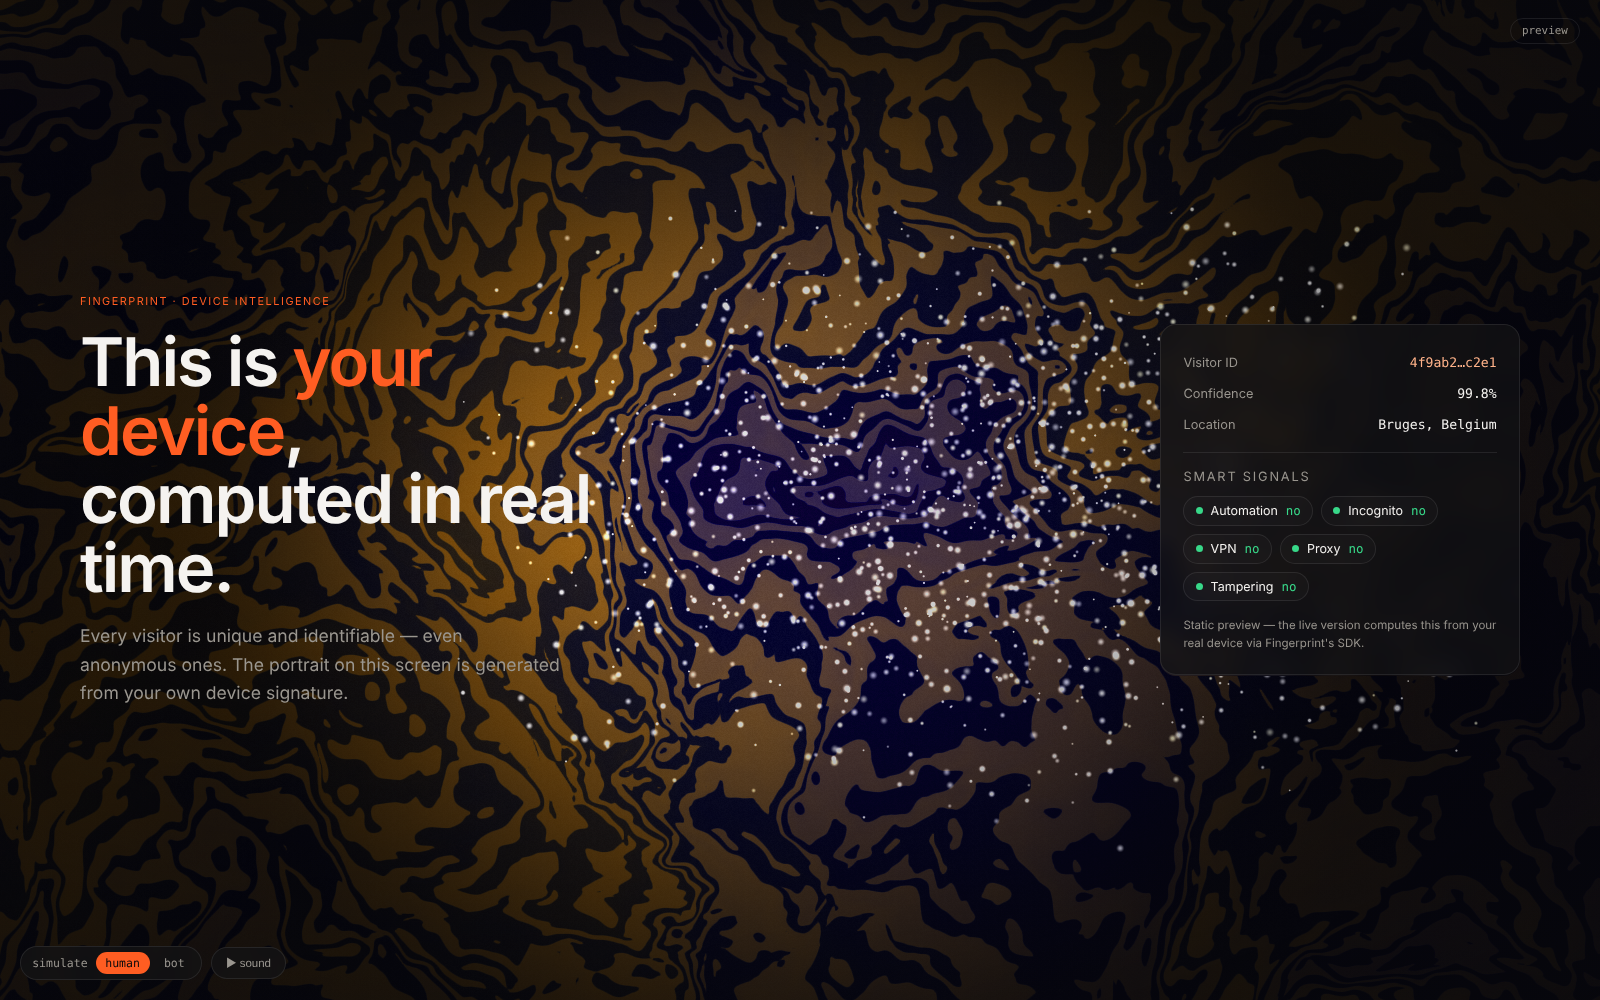 preview
FINGERPRINT · DEVICE INTELLIGENCE
This is your
device,
computed in real
time.
Every visitor is unique and identifiable — even
anonymous ones. The portrait on this screen is generated
from your own device signature.
Visitor ID 4f9ab2…c2e1
Confidence 99.8%
Location Bruges, Belgium
SMART SIGNALS
Automation no Incognito no
VPN no Proxy no
Tampering no
Static preview — the live version computes this from your
real device via Fingerprint's SDK.
simulate human bot ▶ sound